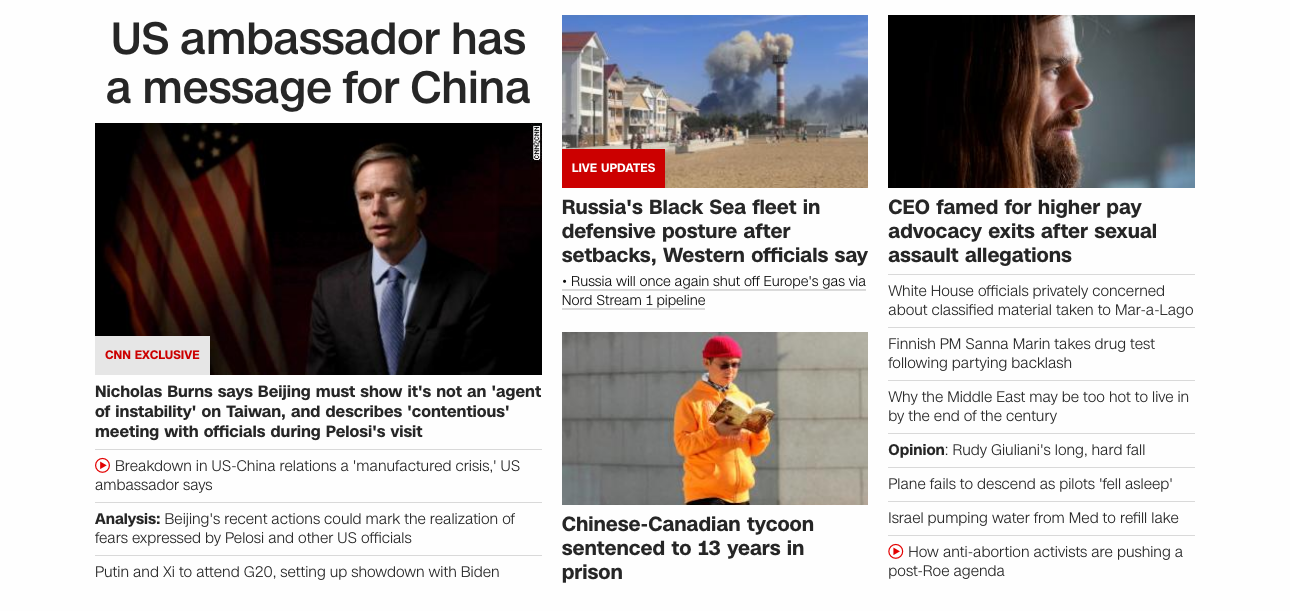 US ambassador has
a message for China
CNN EXCLUSIVE
Nicholas Burns says Beijing must show it's not an 'agent
of instability' on Taiwan, and describes 'contentious'
meeting with officials during Pelosi's visit
Breakdown in US-China relations a 'manufactured crisis,' US
ambassador says
Analysis: Beijing's recent actions could mark the realization of
fears expressed by Pelosi and other US officials
Putin and Xi to attend G20, setting up showdown with Biden
LIVE UPDATES
Russia's Black Sea fleet in
defensive posture after
setbacks, Western officials say
• Russia will once again shut off Europe's gas via
Nord Stream 1 pipeline
Chinese-Canadian tycoon
sentenced to 13 years in
prison
CEO famed for higher pay
advocacy exits after sexual
assault allegations
White House officials privately concerned
about classified material taken to Mar-a-Lago
Finnish PM Sanna Marin takes drug test
following partying backlash
Why the Middle East may be too hot to live in
by the end of the century
Opinion: Rudy Giuliani's long, hard fall
Plane fails to descend as pilots 'fell asleep'
Israel pumping water from Med to refill lake
How anti-abortion activists are pushing a
post-Roe agenda